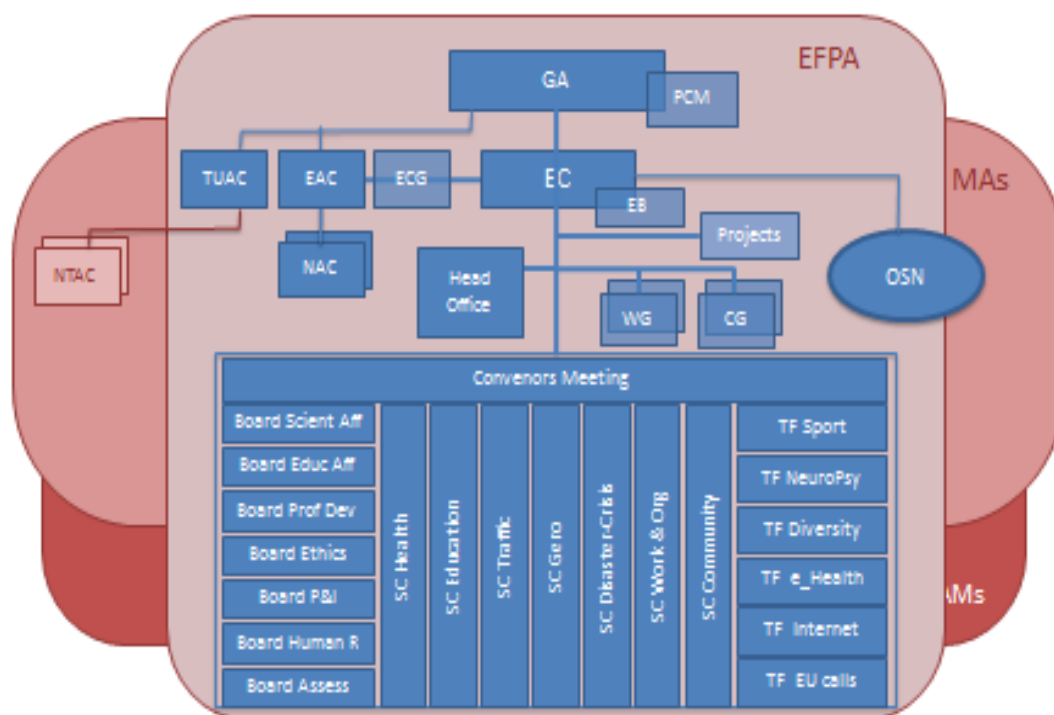 EFPA
GA
PCM
MAs
TUAC
EAC
ECG
EC
EB
Projects
NTAC
NAC
Head
Office
WG
CG
OSN
Convenors Meeting
Board Scient Aff
Board Educ Aff
Board Prof Dev
Board Ethics
Board P&I
Board Human R
Board Assess
SC Health
SC Education
SC Traffic
SC Gero
SC Disaster-Crisis
SC Work & Org
SC Community
TF Sport
TF NeuroPsy
TF Diversity
TF e_Health
TF Internet
TF EU calls
AMs